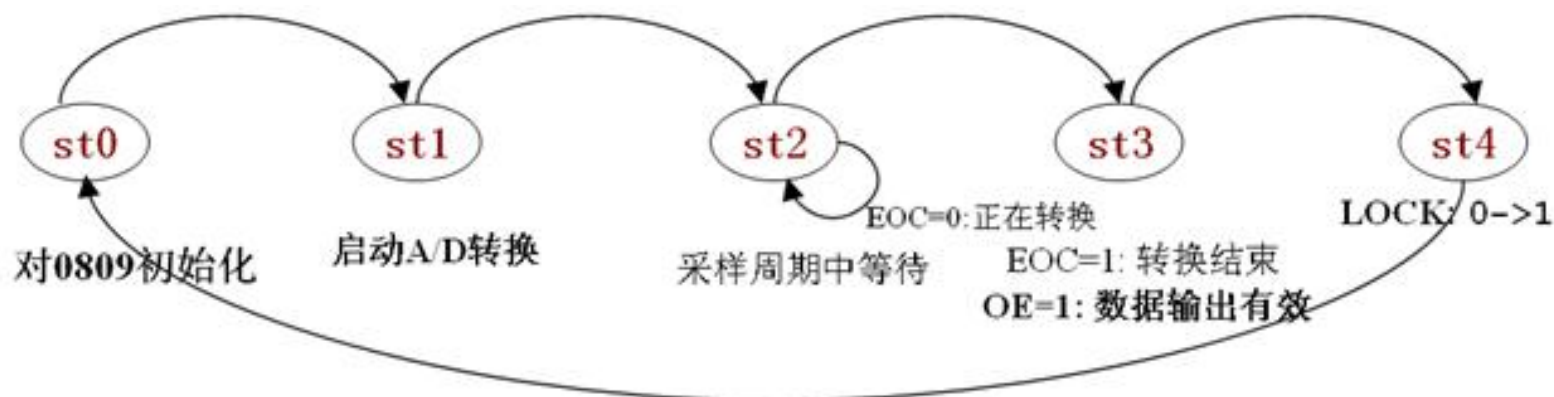 st0
st1
st2
st3
st4
对0809初始化
启动A/D转换
EOC=0:正在转换
采样周期中等待
EOC=1: 转换结束
OE=1: 数据输出有效
LOCK: 0->1